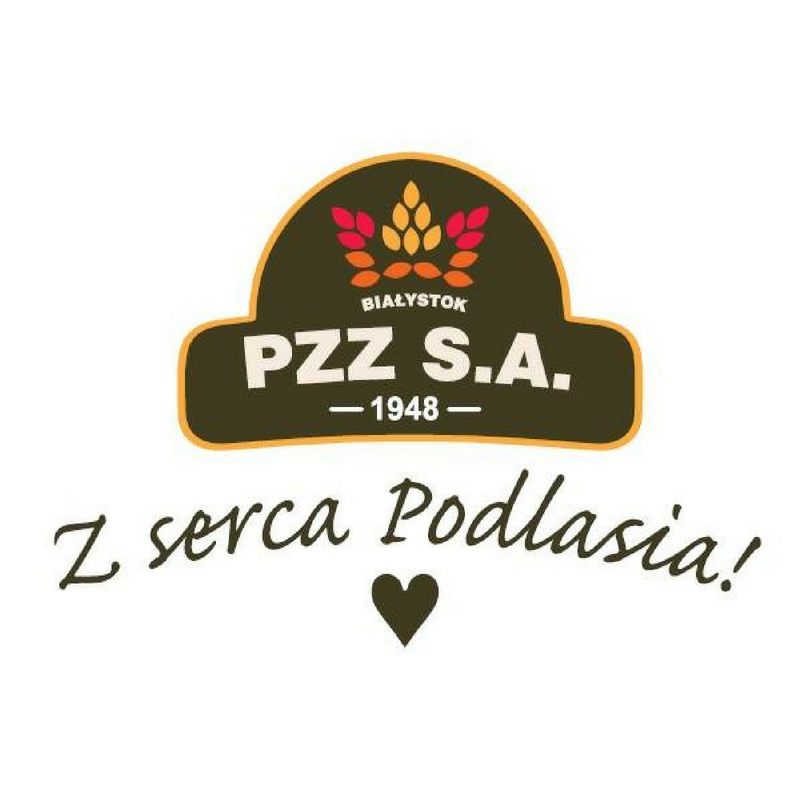 BIAŁYSTOK
PZZ S.A.
— 1948 —
Z serca Podlasia!